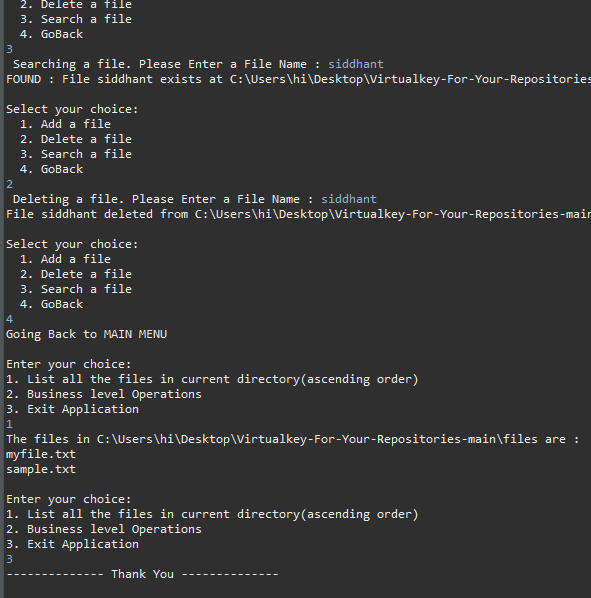 2. Delete a file
3. Search a file
4. GoBack
3
Searching a file. Please Enter a File Name : siddhant
FOUND : File siddhant exists at C:\Users\hi\Desktop\Virtualkey-For-Your-Repositories
Select your choice:
1. Add a file
2. Delete a file
3. Search a file
4. GoBack
2
Deleting a file. Please Enter a File Name : siddhant
File siddhant deleted from C:\Users\hi\Desktop\Virtualkey-For-Your-Repositories-mai
Select your choice:
1. Add a file
2. Delete a file
3. Search a file
4. GoBack
4
Going Back to MAIN MENU
Enter your choice:
1. List all the files in current directory(ascending order)
2. Business level Operations
3. Exit Application
1
The files in C:\Users\hi\Desktop\Virtualkey-For-Your-Repositories-main\files are :
myfile.txt
sample.txt
Enter your choice:
1. List all the files in current directory(ascending order)
2. Business level Operations
3. Exit Application
3
-------------- Thank You --------------